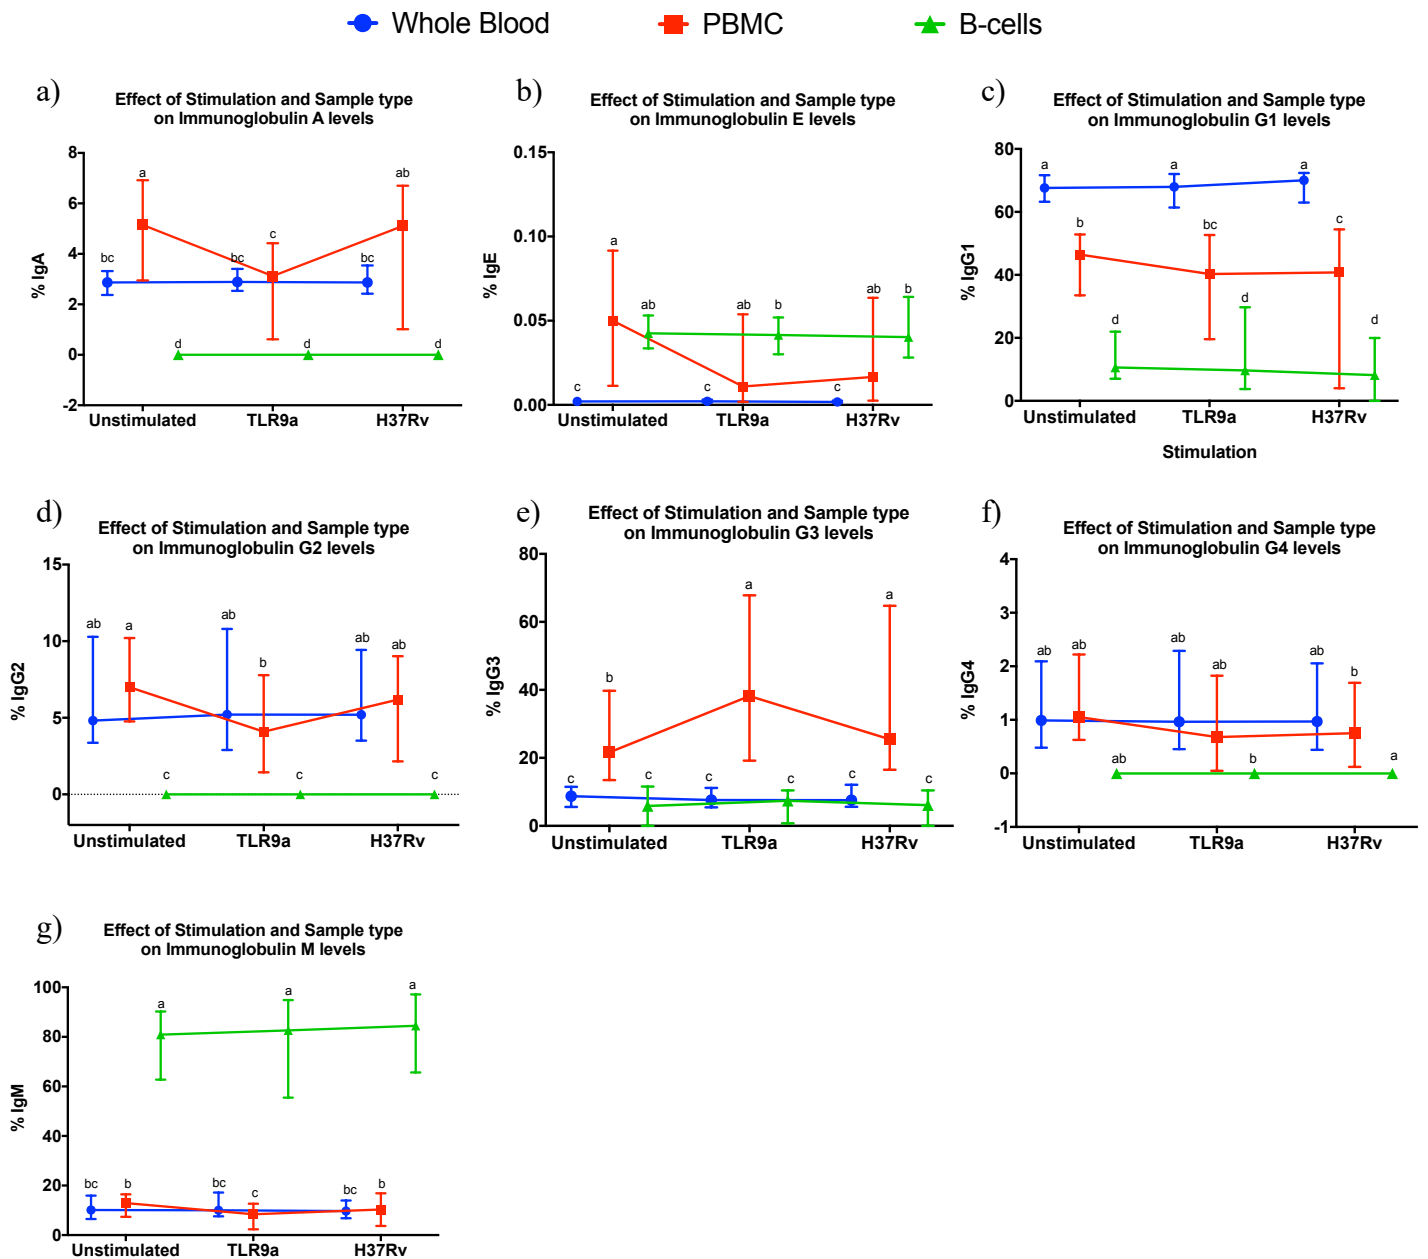 Whole Blood
PBMC
B-cells
a)
Effect of Stimulation and Sample type
on Immunoglobulin A levels
% IgA
8
6
4
2
0
-2
a
ab
c
bc
bc
bc
d
d
d
Unstimulated
TLR9a
H37Rv
b)
Effect of Stimulation and Sample type
on Immunoglobulin E levels
% IgE
0.15
0.10
0.05
0.00
a
ab
ab
b
ab
b
c
c
c
Unstimulated
TLR9a
H37Rv
c)
Effect of Stimulation and Sample type
on Immunoglobulin G1 levels
% IgG1
80
60
40
20
0
a
a
a
b
bc
c
d
d
d
Unstimulated
TLR9a
H37Rv
Stimulation
d)
Effect of Stimulation and Sample type
on Immunoglobulin G2 levels
% IgG2
15
10
5
0
ab
a
ab
b
ab
ab
c
c
c
Unstimulated
TLR9a
H37Rv
e)
Effect of Stimulation and Sample type
on Immunoglobulin G3 levels
% IgG3
80
60
40
20
0
b
a
a
c
c
c
c
c
c
Unstimulated
TLR9a
H37Rv
f)
Effect of Stimulation and Sample type
on Immunoglobulin G4 levels
% IgG4
4
3
2
1
0
-1
ab
ab
ab
ab
ab
b
ab
b
a
Unstimulated
TLR9a
H37Rv
g)
Effect of Stimulation and Sample type
on Immunoglobulin M levels
% IgM
100
80
60
40
20
0
a
a
a
bc
b
bc
c
bc
b
Unstimulated
TLR9a
H37Rv